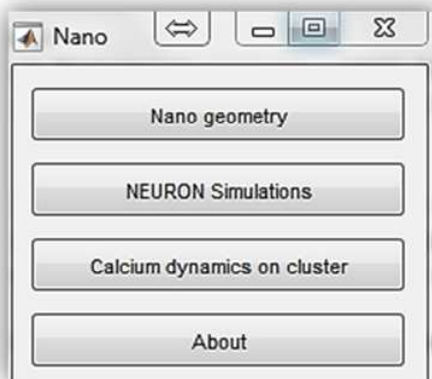 Nano
Nano geometry
NEURON Simulations
Calcium dynamics on cluster
About